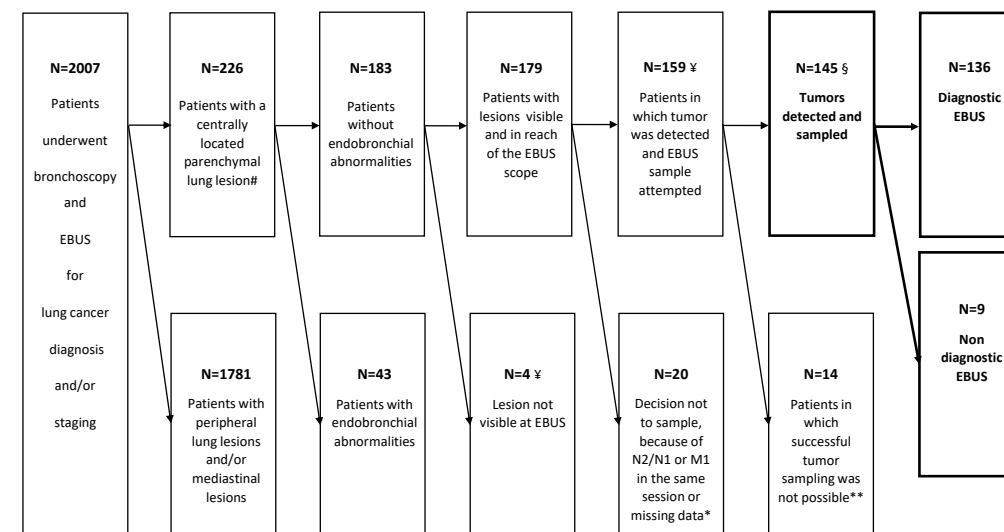 N=2007
Patients
underwent
bronchoscopy
and
EBUS
for
lung cancer
diagnosis
and/or
staging
N=226
Patients with a
centrally
located
parenchymal
lung lesion#
N=183
Patients
without
endobronchial
abnormalities
N=179
Patients with
lesions visible
and in reach
of the EBUS
scope
N=159 ¥
Patients in
which tumor
was detected
and EBUS
sample
attempted
N=145 §
Tumors
detected and
sampled
N=136
Diagnostic
EBUS
N=9
Non
diagnostic
EBUS
N=1781
Patients with
peripheral
lung lesions
and/or
mediastinal
lesions
N=43
Patients with
endobronchial
abnormalities
N=4 ¥
Lesion not
visible at EBUS
N=20
Decision not
to sample,
because of
N2/N1 or M1
in the same
session or
missing data*
N=14
Patients in
which
successful
tumor
sampling was
not possible**